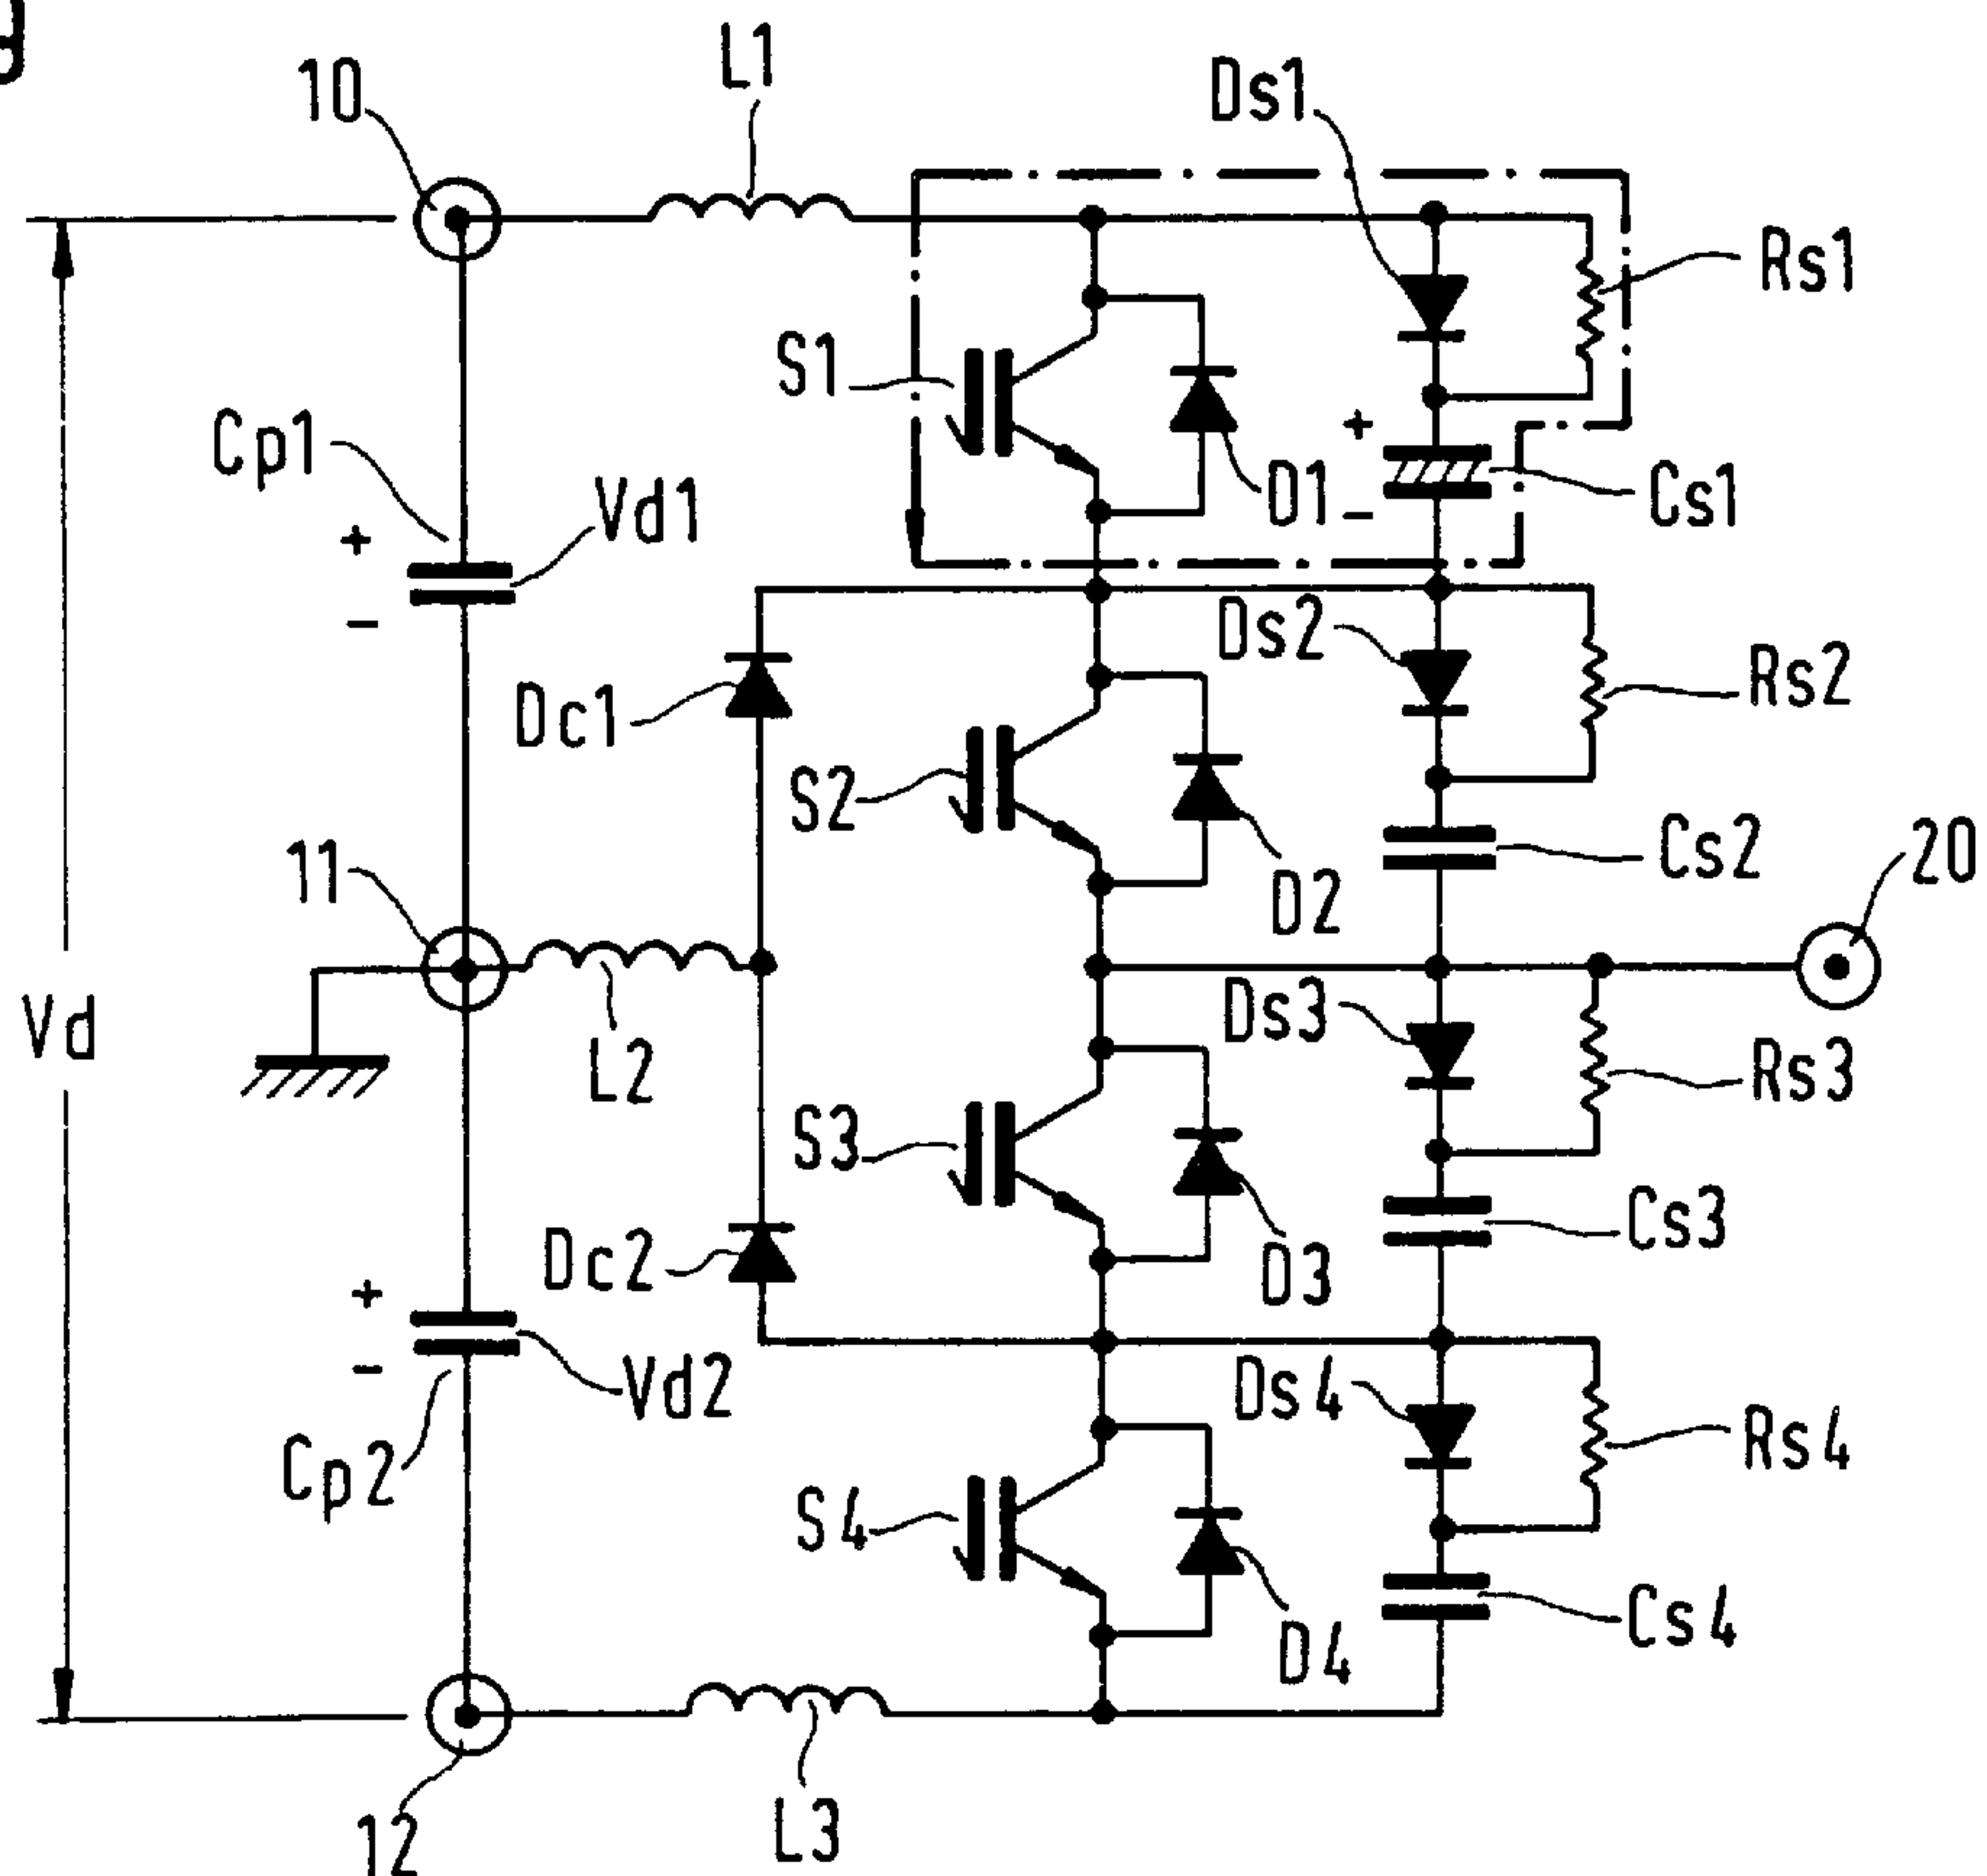 L1
10
Ds1
Rs1
S1
+
Cp1
D1
-
Cs1
Vd1
+
-
Ds2
Rs2
Dc1
S2
11
Cs2
20
D2
Ds3
Vd
L2
Rs3
S3
Dc2
Cs3
D3
+
-
Vd2
Ds4
Cp2
Rs4
S4
Cs4
D4
12
L3